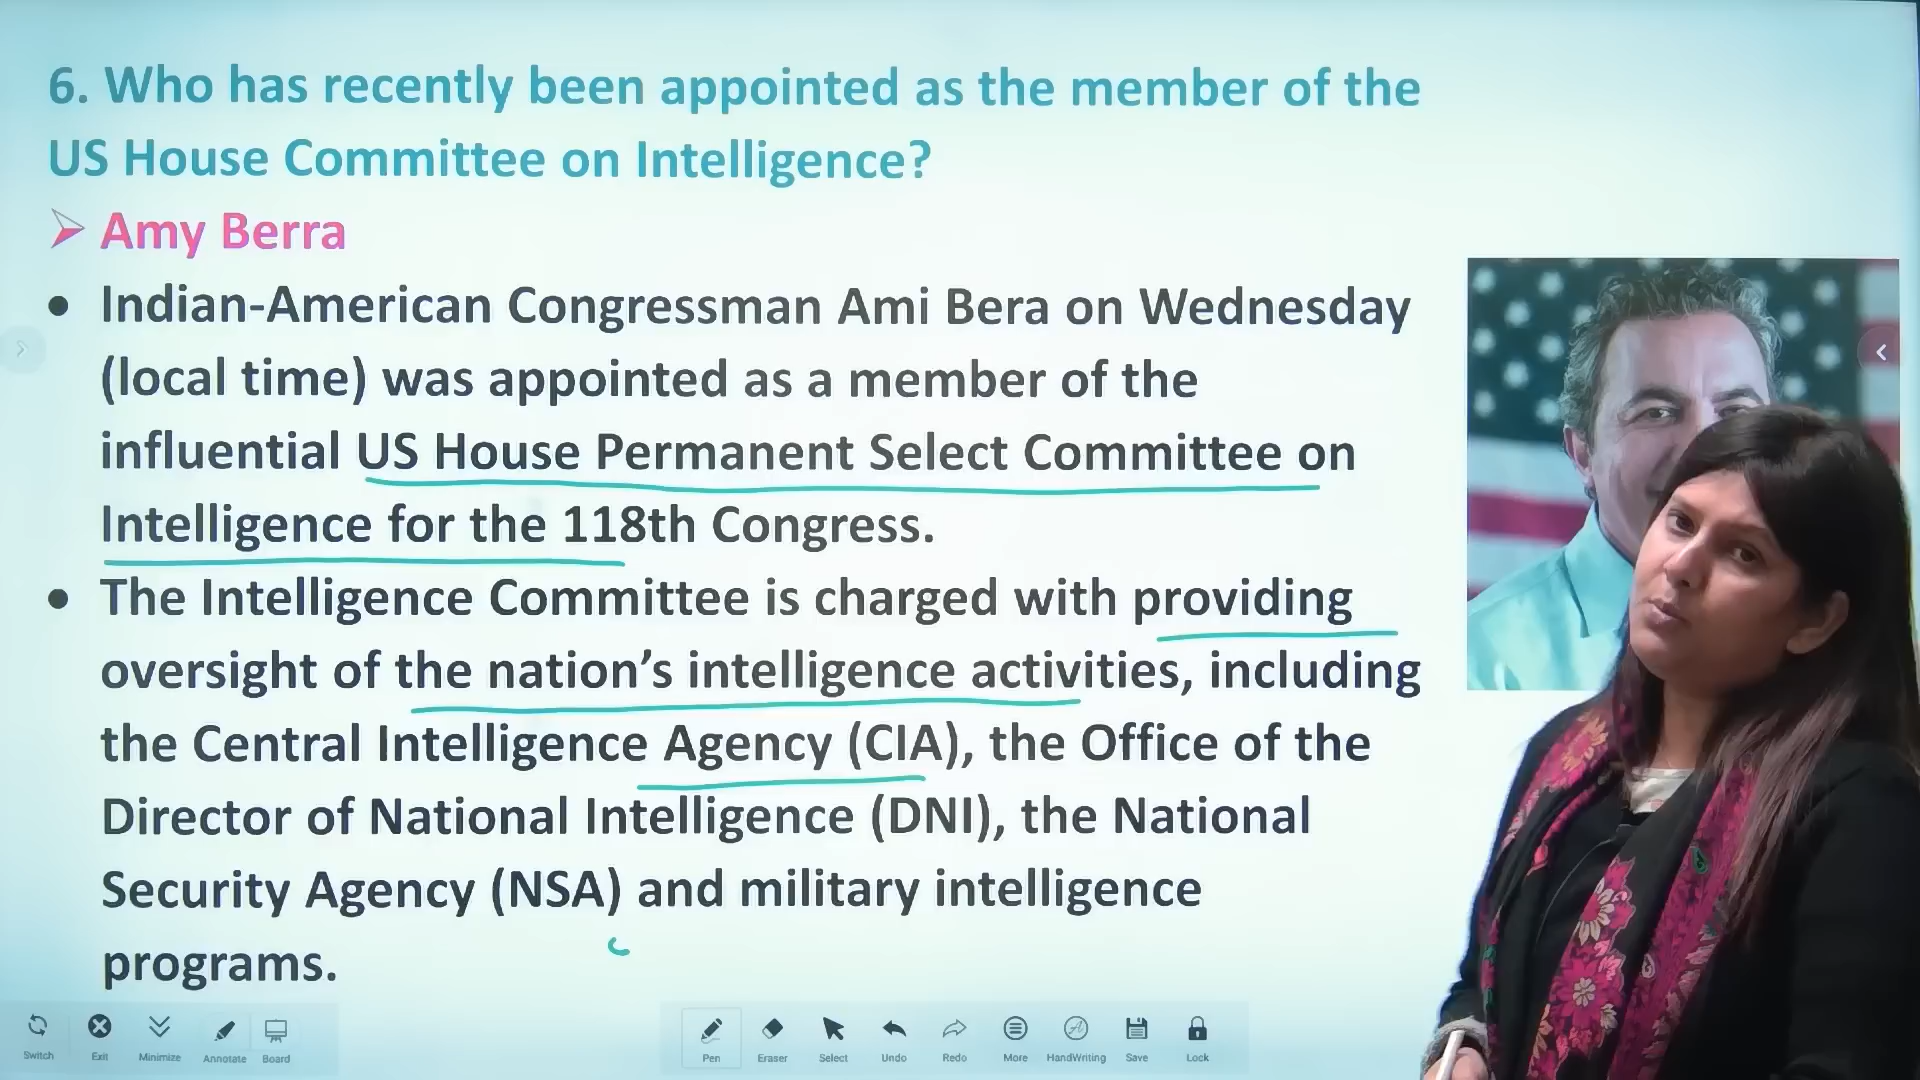 6. Who has recently been appointed as the member of the
US House Committee on Intelligence?
Amy Berra
Indian-American Congressman Ami Bera on Wednesday
(local time) was appointed as a member of the
influential US House Permanent Select Committee on
Intelligence for the 118th Congress.
The Intelligence Committee is charged with providing
oversight of the nation's intelligence activities, including
the Central Intelligence Agency (CIA), the Office of the
Director of National Intelligence (DNI), the National
Security Agency (NSA) and military intelligence
programs.
Switch Exit Minimize Annotate Board Pen Eraser Select Undo Redo More HandWriting Save Lock